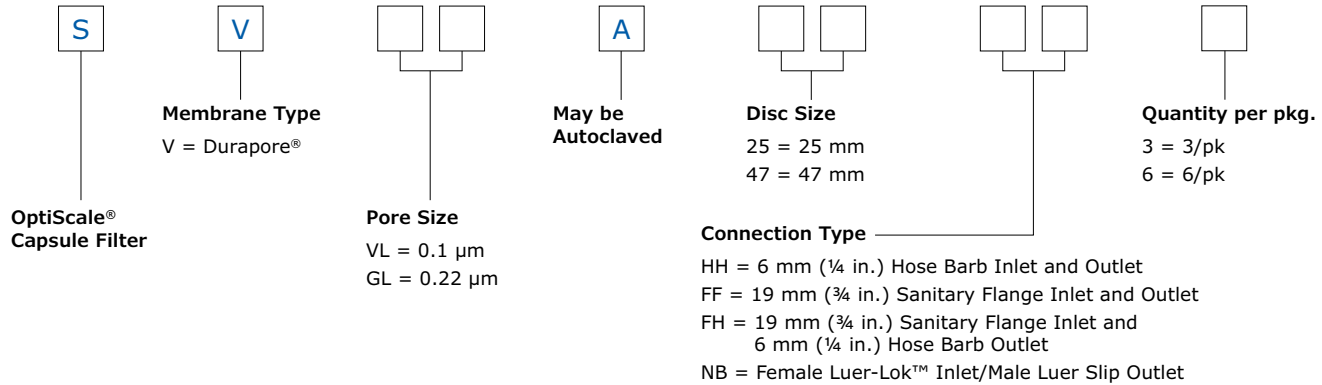 S V A
Membrane Type
V = Durapore®
May be
Autoclaved
Disc Size
25 = 25 mm
47 = 47 mm
Quantity per pkg.
3 = 3/pk
6 = 6/pk
OptiScale®
Capsule Filter
Pore Size
VL = 0.1 µm
GL = 0.22 µm
Connection Type
HH = 6 mm (¼ in.) Hose Barb Inlet and Outlet
FF = 19 mm (¾ in.) Sanitary Flange Inlet and Outlet
FH = 19 mm (¾ in.) Sanitary Flange Inlet and
6 mm (¼ in.) Hose Barb Outlet
NB = Female Luer-Lok™ Inlet/Male Luer Slip Outlet